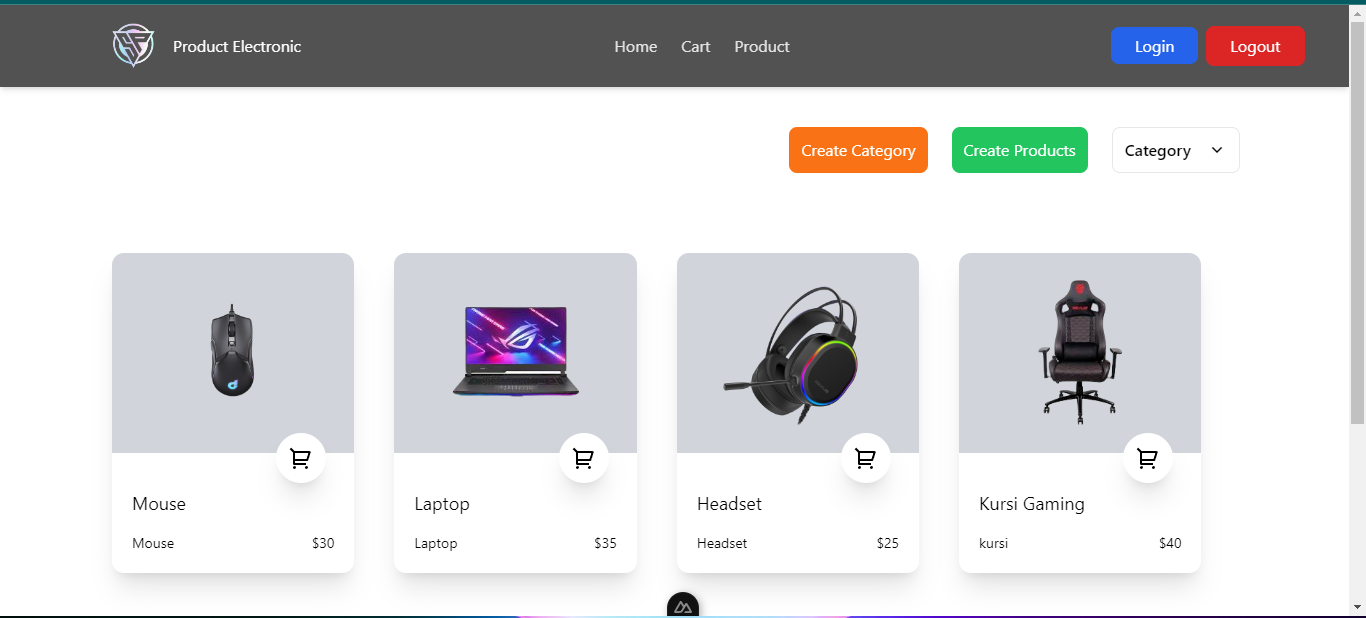 Product Electronic
Home Cart Product
Login Logout
Create Category Create Products Category
Mouse
Mouse $30
Laptop
Laptop $35
Headset
Headset $25
Kursi Gaming
kursi $40